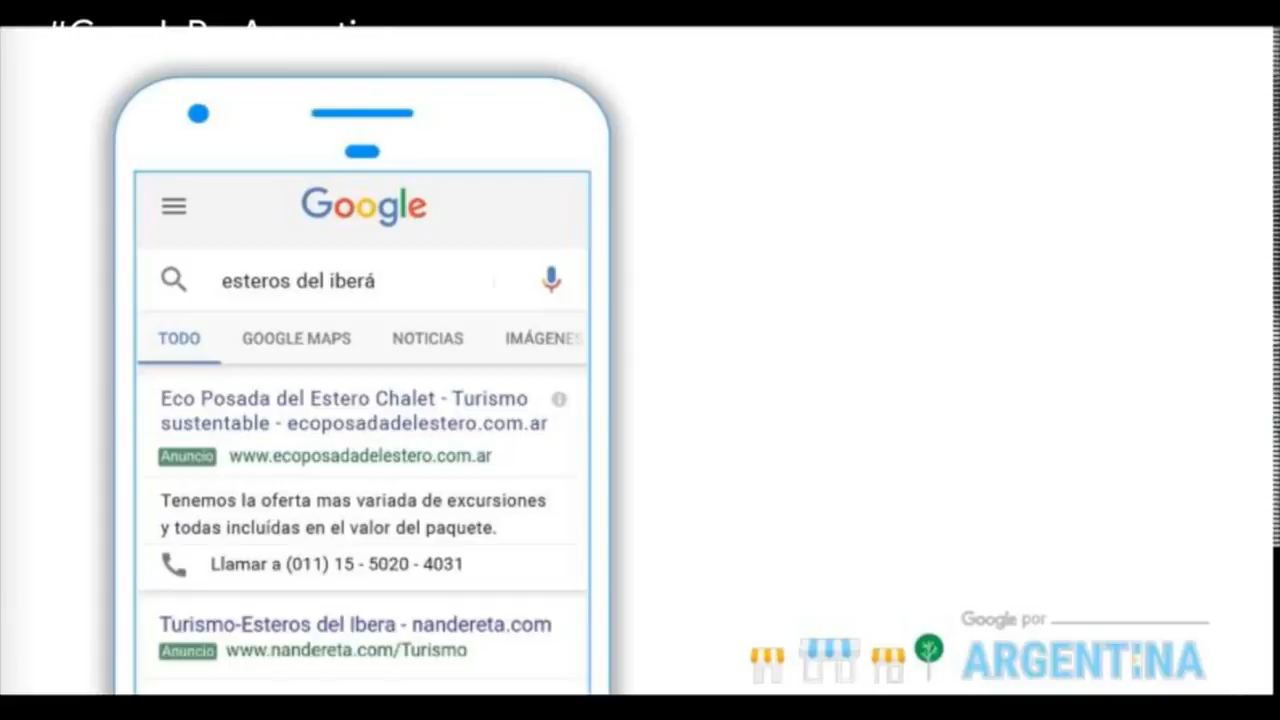 Google
esteros del iberá
TODO GOOGLE MAPS NOTICIAS IMÁGENES
Eco Posada del Estero Chalet - Turismo
sustentable - ecoposadadelestero.com.ar
Anuncio www.ecoposadadelestero.com.ar
Tenemos la oferta mas variada de excursiones
y todas incluídas en el valor del paquete.
Llamar a (011) 15 - 5020 - 4031
Turismo-Esteros del Ibera - nandereta.com
Anuncio www.nandereta.com/Turismo
Google por
ARGENTINA